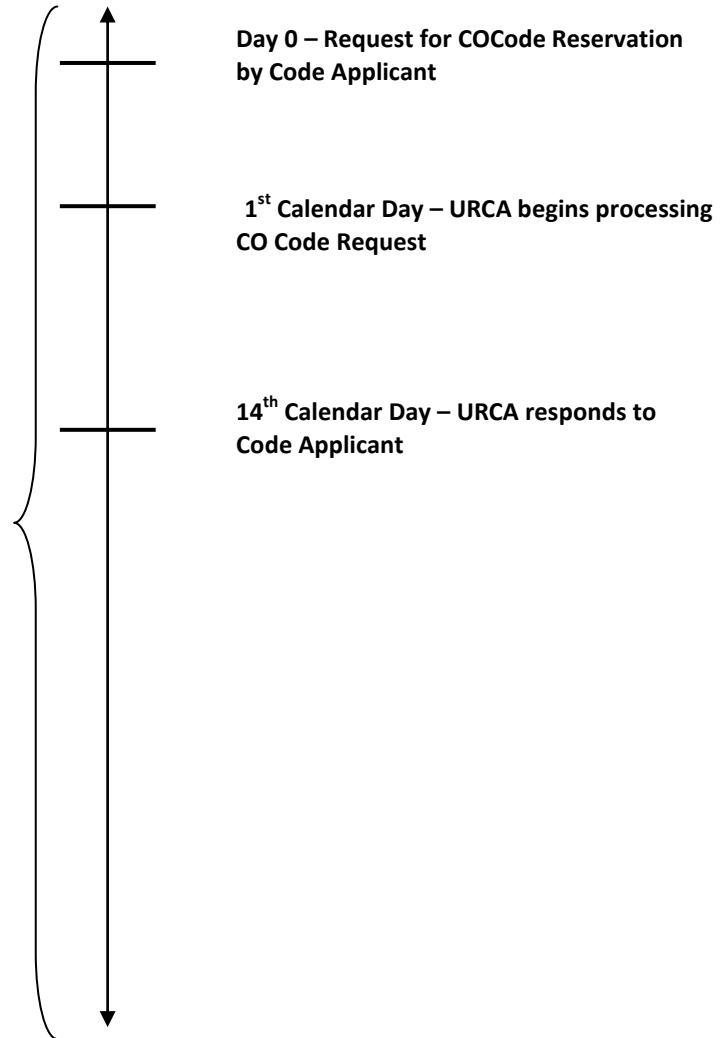 Day 0 – Request for COCode Reservation
by Code Applicant
1st Calendar Day – URCA begins processing
CO Code Request
14th Calendar Day – URCA responds to
Code Applicant